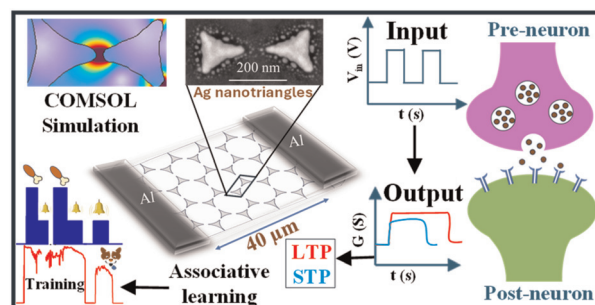 COMSOL
Simulation
200 nm
Ag nanotriangles
Al
Al
40 μm
Input
V_in (V)
t (s)
Output
G (S)
t (s)
LTP
STP
Associative
learning
Training
Pre-neuron
Post-neuron